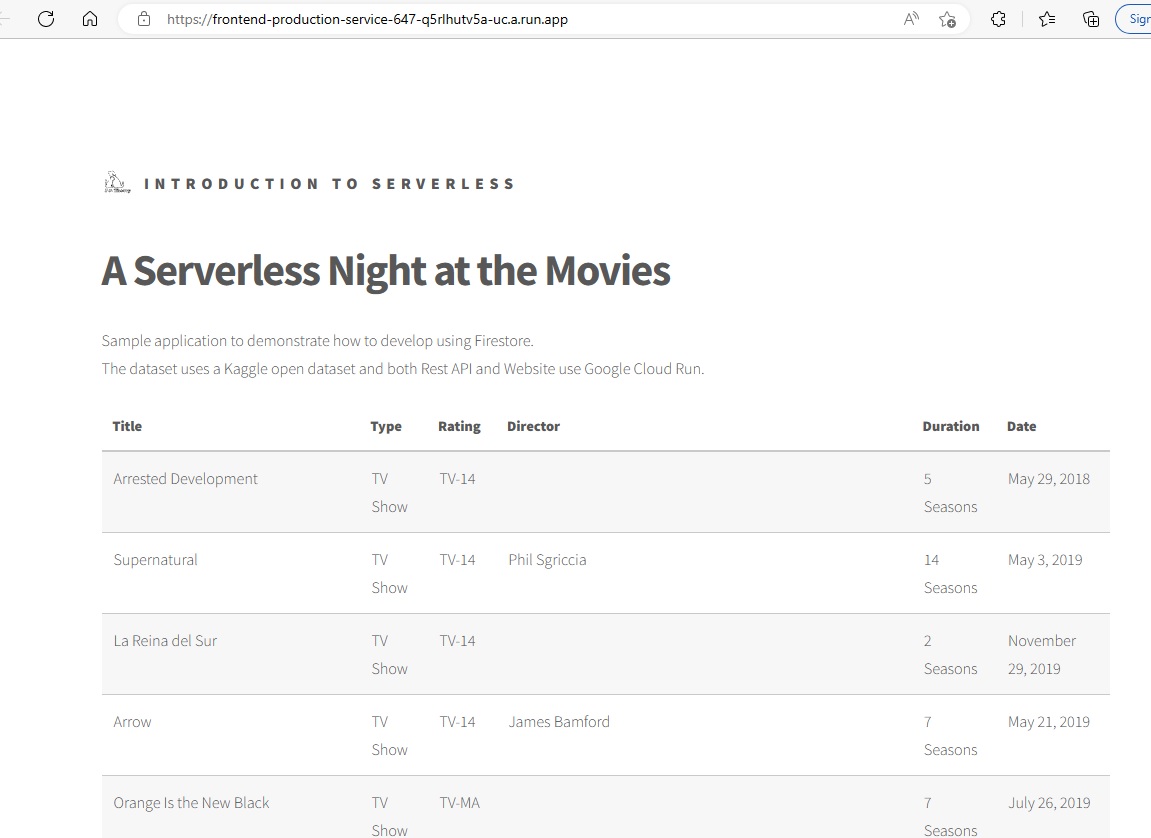 https://frontend-production-service-647-q5rlhutv5a-uc.a.run.app
Sign
INTRODUCTION TO SERVERLESS
A Serverless Night at the Movies
Sample application to demonstrate how to develop using Firestore.
The dataset uses a Kaggle open dataset and both Rest API and Website use Google Cloud Run.
Title Type Rating Director Duration Date
Arrested Development TV Show TV-14 5 Seasons May 29, 2018
Supernatural TV Show TV-14 Phil Sgriccia 14 Seasons May 3, 2019
La Reina del Sur TV Show TV-14 2 Seasons November 29, 2019
Arrow TV Show TV-14 James Bamford 7 Seasons May 21, 2019
Orange Is the New Black TV Show TV-MA 7 Seasons July 26, 2019